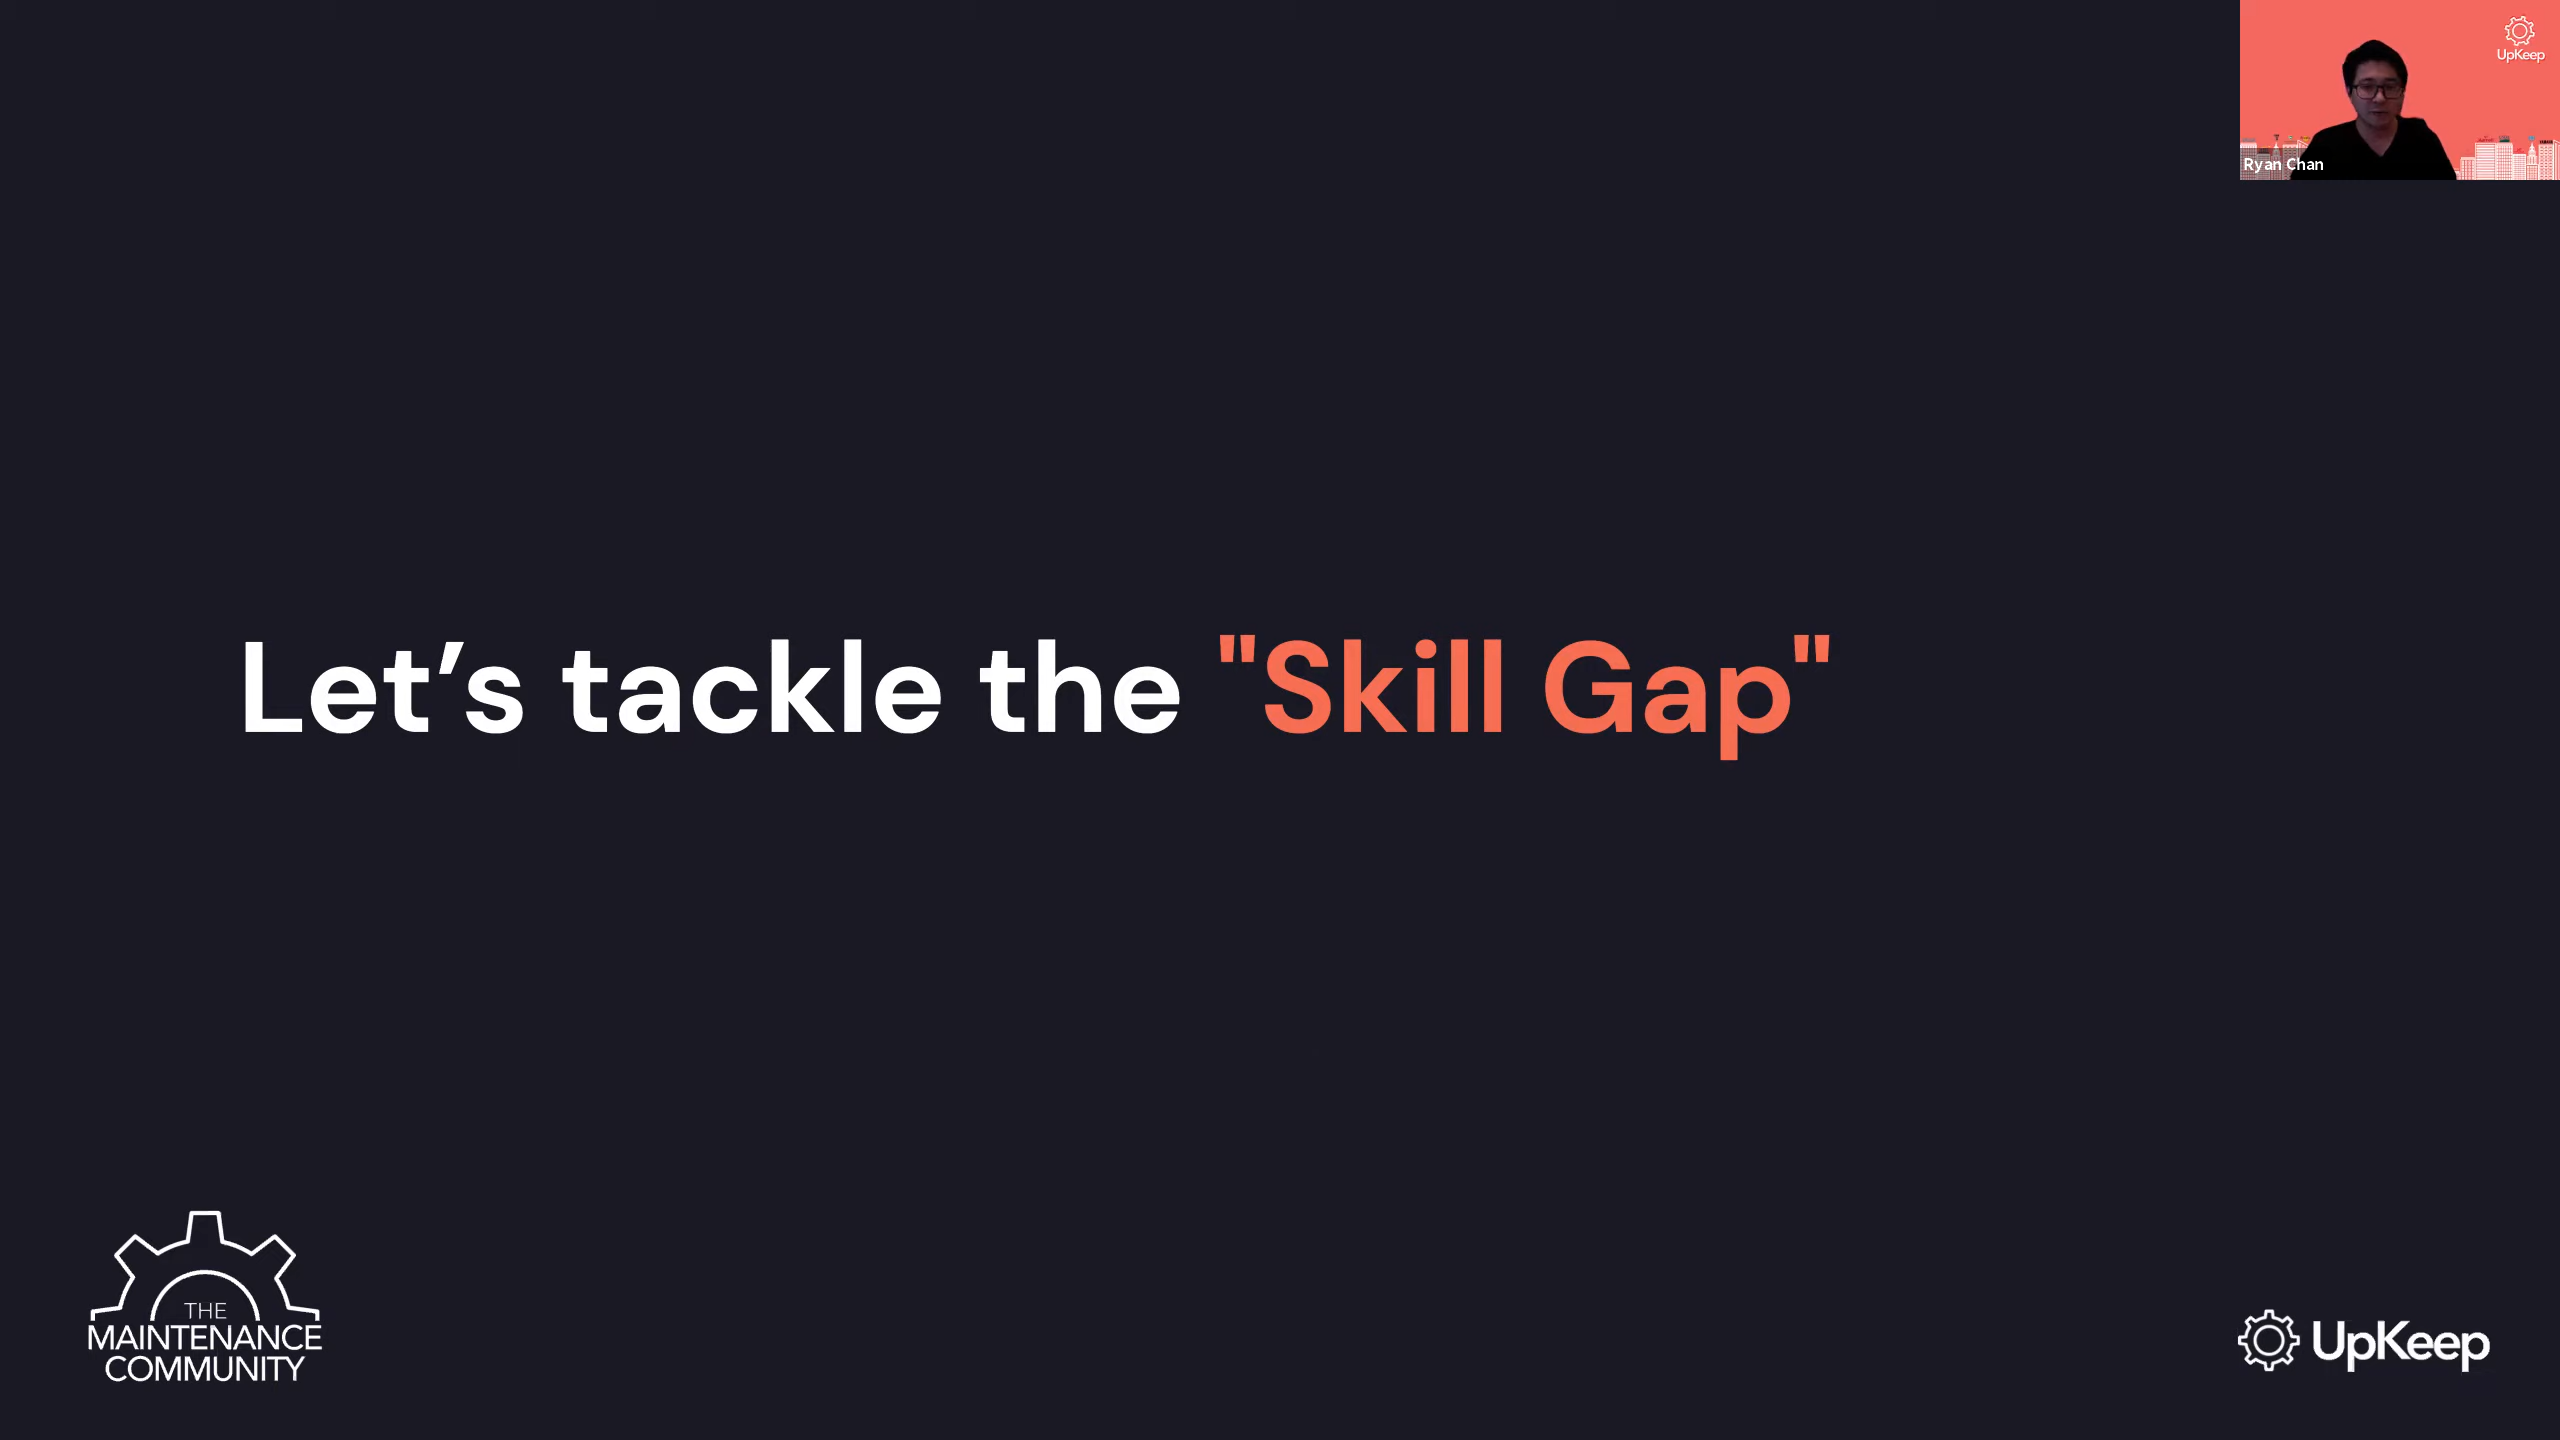 UpKeep
Ryan Chan
Let’s tackle the "Skill Gap"
THE
MAINTENANCE
COMMUNITY
UpKeep